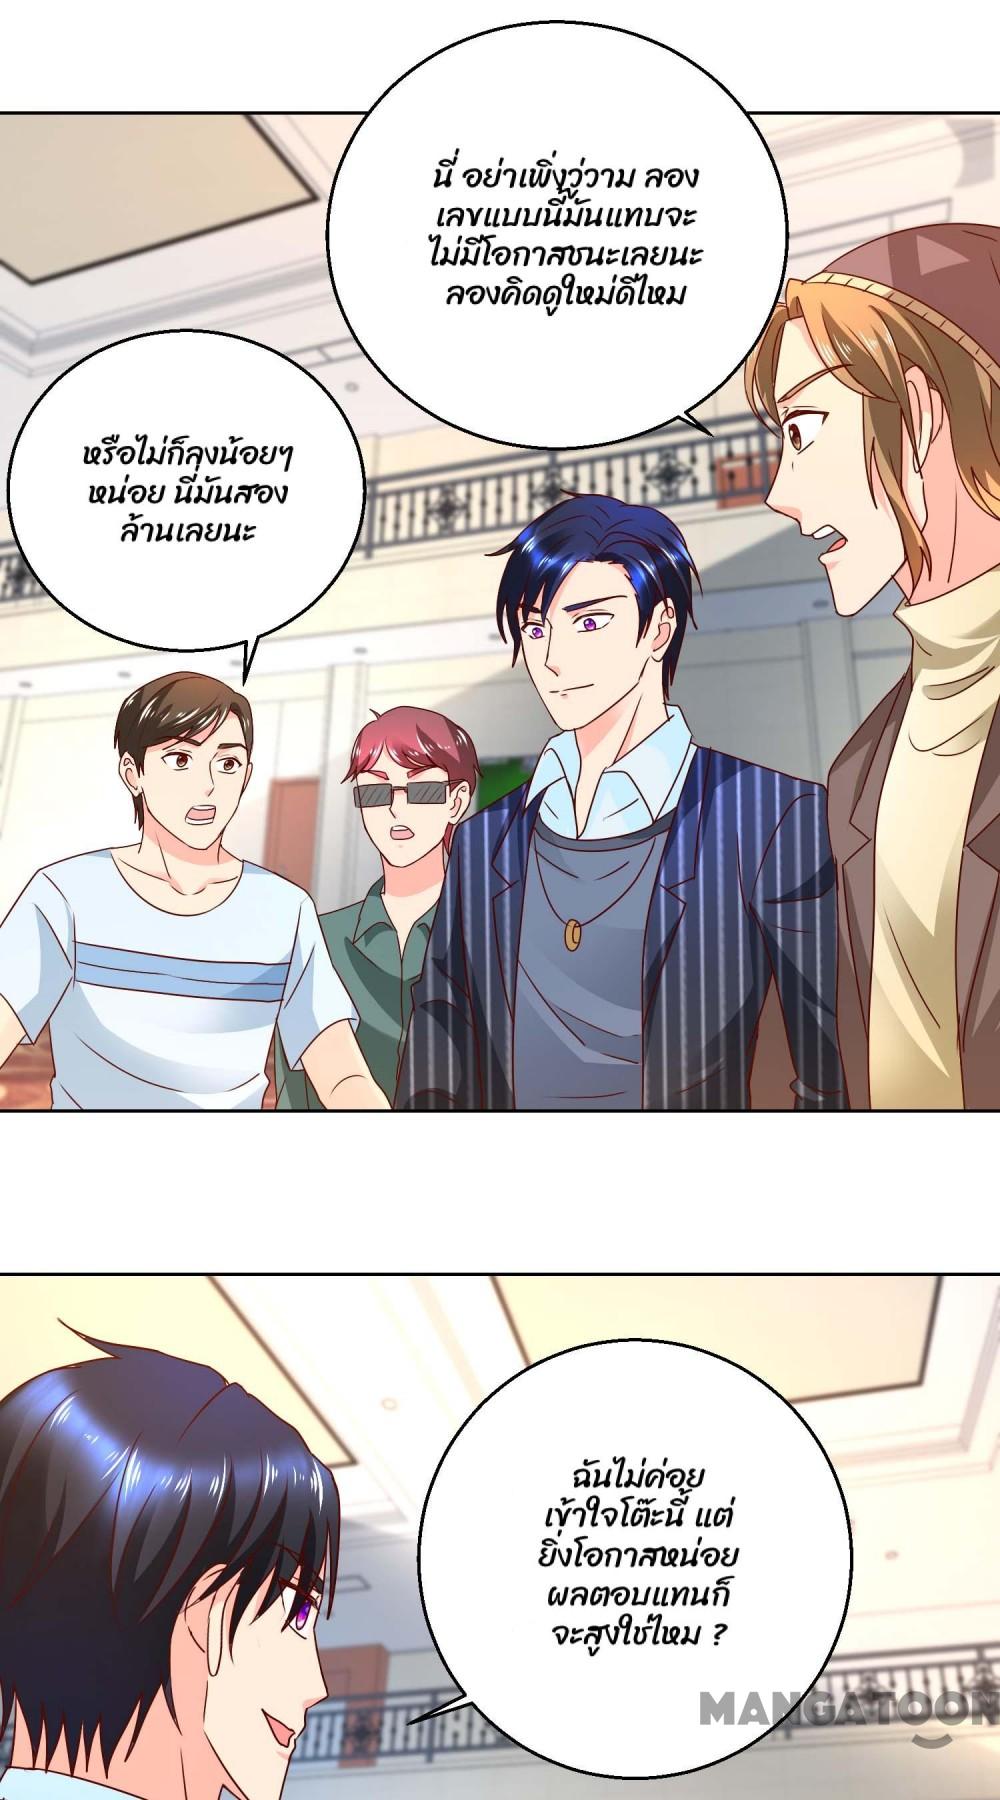 นี่ อย่าเพิ่งวู่วาม ลอง
เลขแบบนี้มันแทบจะ
ไม่มีโอกาสชนะเลยนะ
ลองคิดดูใหม่ดีไหม
หรือไม่ก็ลงน้อยๆ
หน่อย นี่มันสอง
ล้านเลยนะ
ฉันไม่ค่อย
เข้าใจโต๊ะนี้ แต่
ยิ่งโอกาสหน่อย
ผลตอบแทนก็
จะสูงใช่ไหม ?
MANGATOON